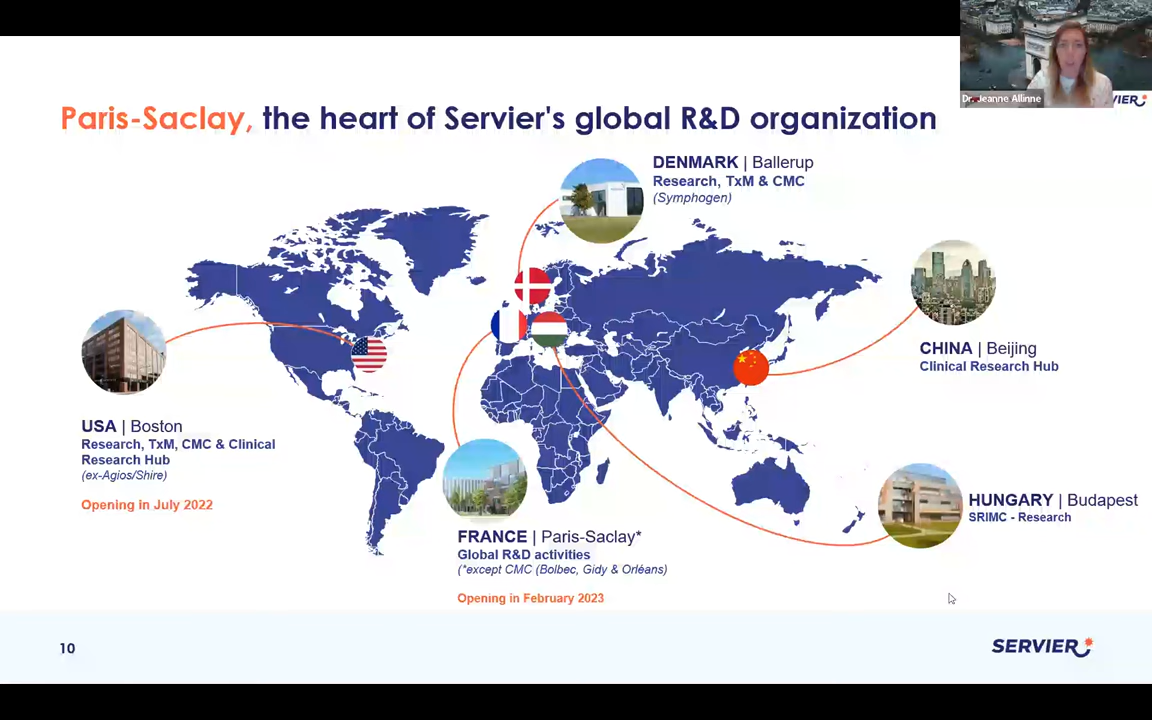 Dr. Jeanne Allinne
Paris-Saclay, the heart of Servier's global R&D organization
DENMARK | Ballerup
Research, TxM & CMC
(Symphogen)
CHINA | Beijing
Clinical Research Hub
USA | Boston
Research, TxM, CMC & Clinical
Research Hub
(ex-Agios/Shire)
Opening in July 2022
HUNGARY | Budapest
SRIMC - Research
FRANCE | Paris-Saclay*
Global R&D activities
(*except CMC (Bolbec, Gidy & Orléans)
Opening in February 2023
10
SERVIER